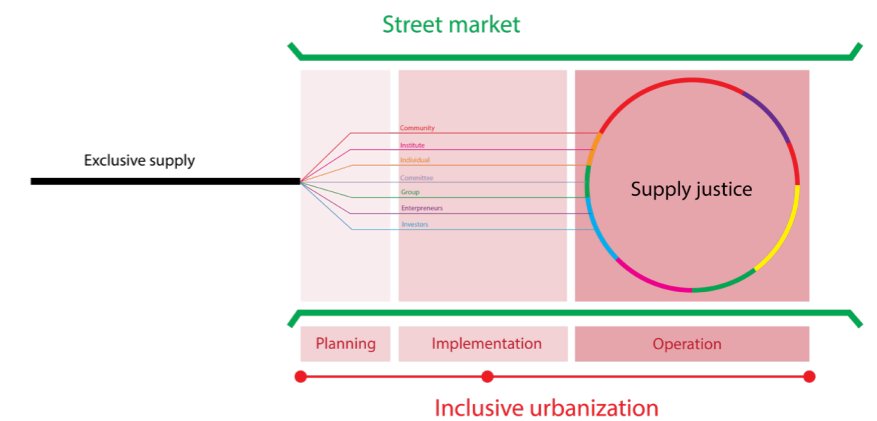 Street market
Exclusive supply
Community
Institute
Individual
Committee
Group
Enterpreneurs
Investors
Supply justice
Planning
Implementation
Operation
Inclusive urbanization